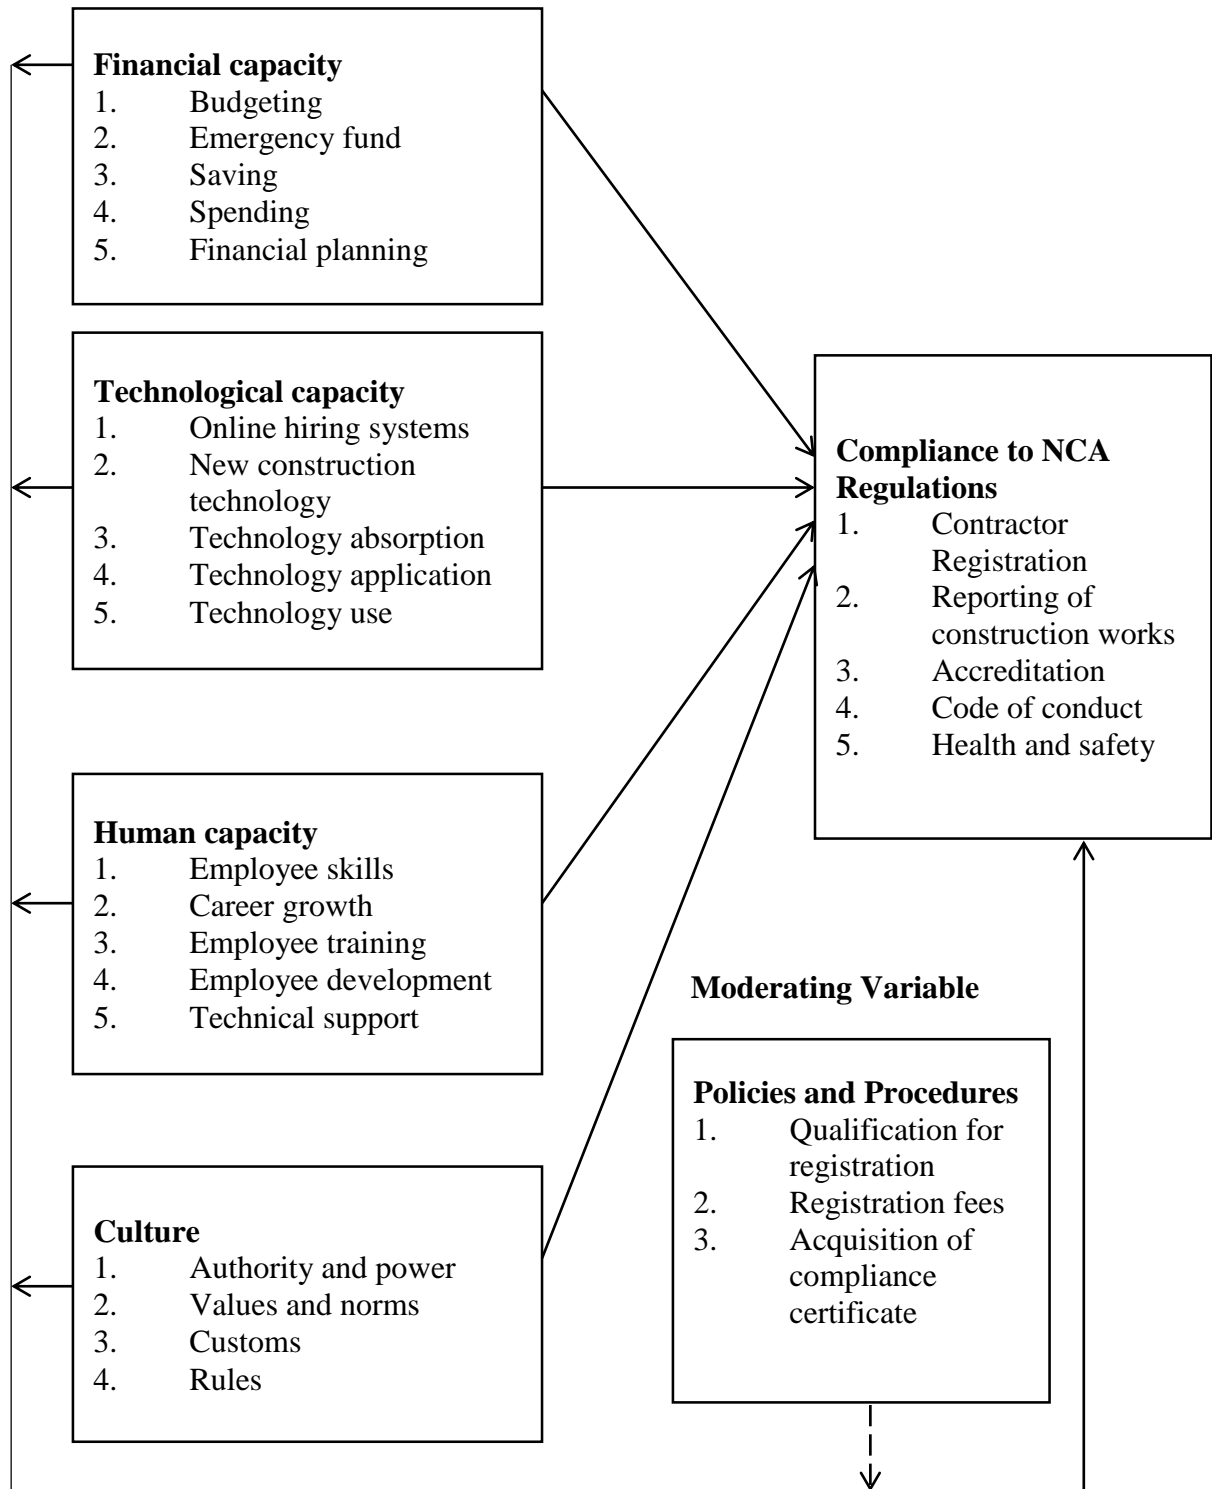 Financial capacity
1. Budgeting
2. Emergency fund
3. Saving
4. Spending
5. Financial planning
Technological capacity
1. Online hiring systems
2. New construction
technology
3. Technology absorption
4. Technology application
5. Technology use
Compliance to NCA
Regulations
1. Contractor
Registration
2. Reporting of
construction works
3. Accreditation
4. Code of conduct
5. Health and safety
Human capacity
1. Employee skills
2. Career growth
3. Employee training
4. Employee development
5. Technical support
Moderating Variable
Policies and Procedures
1. Qualification for
registration
2. Registration fees
3. Acquisition of
compliance
certificate
Culture
1. Authority and power
2. Values and norms
3. Customs
4. Rules